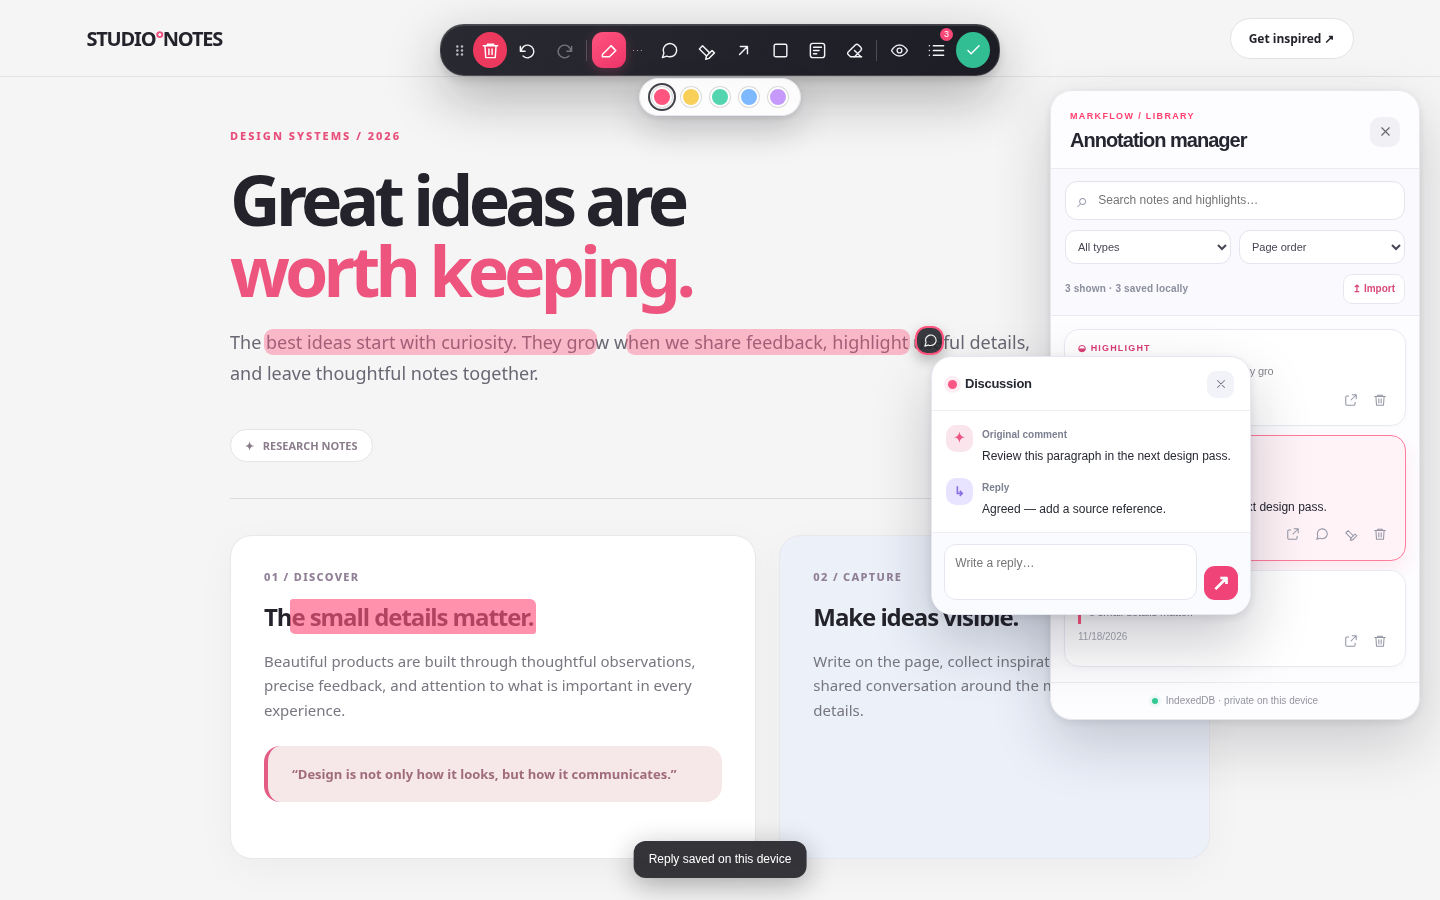 STUDIO°NOTES
3
Get inspired ↗
DESIGN SYSTEMS / 2026
Great ideas are
worth keeping.
The best ideas start with curiosity. They grow when we share feedback, highlight ful details,
and leave thoughtful notes together.
✦ RESEARCH NOTES
01 / DISCOVER
The small details matter.
Beautiful products are built through thoughtful observations,
precise feedback, and attention to what is important in every
experience.
“Design is not only how it looks, but how it communicates.”
02 / CAPTURE
Make ideas visible.
Write on the page, collect inspirat
shared conversation around the
details.
MARKFLOW / LIBRARY
Annotation manager
Search notes and highlights…
All types
Page order
3 shown · 3 saved locally
↥ Import
HIGHLIGHT
y gro
xt design pass.
11/18/2026
IndexedDB · private on this device
Discussion
Original comment
Review this paragraph in the next design pass.
Reply
Agreed — add a source reference.
Write a reply…
Reply saved on this device